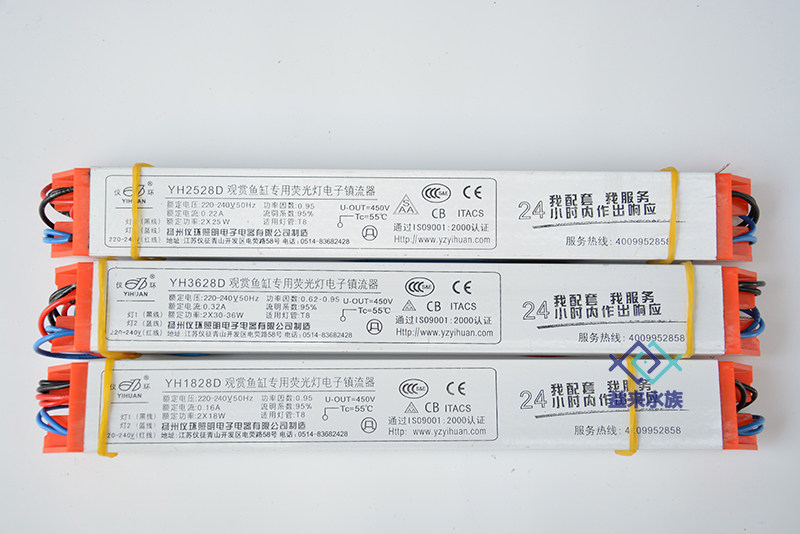 仪 ® 环
YIHUAN
灯1 (黑线)
灯2 (蓝线)
220-240V(红线)
YH2528D 观赏鱼缸专用荧光灯电子镇流器
额定电压: 220-240V50Hz 功率因数: 0.95
额定电流: 0.22A 流明系数: 95%
额定功率: 2X25W 适用灯管: T8
U-OUT=450V
Tc=55℃
扬州仪环照明电子电器有限公司制造
地址: 江苏仪征青山开发区电荧路58号 电话: 0514-83682428
CCC S&E SAA CE
CB ITACS
通过ISO9001: 2000认证
Http://www.yzyihuan.com
24 我配套 我服务
小时内作出响应
服务热线: 4009952858
仪 ® 环
YIHUAN
灯1 (黑线)
灯2 (蓝线)
220-240V(红线)
YH3628D 观赏鱼缸专用荧光灯电子镇流器
额定电压: 220-240V50Hz 功率因数: 0.62-0.95
额定电流: 0.32A 流明系数: 95%
额定功率: 2X30-36W 适用灯管: T8
U-OUT=450V
Tc=55℃
扬州仪环照明电子电器有限公司制造
地址: 江苏仪征青山开发区电荧路58号 电话: 0514-83682428
CCC S&E SAA CE
CB ITACS
通过ISO9001: 2000认证
Http://www.yzyihuan.com
24 我配套 我服务
小时内作出响应
服务热线: 4009952858
仪 ® 环
YIHUAN
灯1 (黑线)
灯2 (蓝线)
220-240V(红线)
YH1828D 观赏鱼缸专用荧光灯电子镇流器
额定电压: 220-240V50Hz 功率因数: 0.95
额定电流: 0.16A 流明系数: 95%
额定功率: 2X18W 适用灯管: T8
U-OUT=450V
Tc=55℃
扬州仪环照明电子电器有限公司制造
地址: 江苏仪征青山开发区电荧路58号 电话: 0514-83682428
CCC S&E SAA CE
CB ITACS
通过ISO9001: 2000认证
Http://www.yzyihuan.com
24 我配套 我服务
小时内作出响应
服务热线: 4009952858
来水族